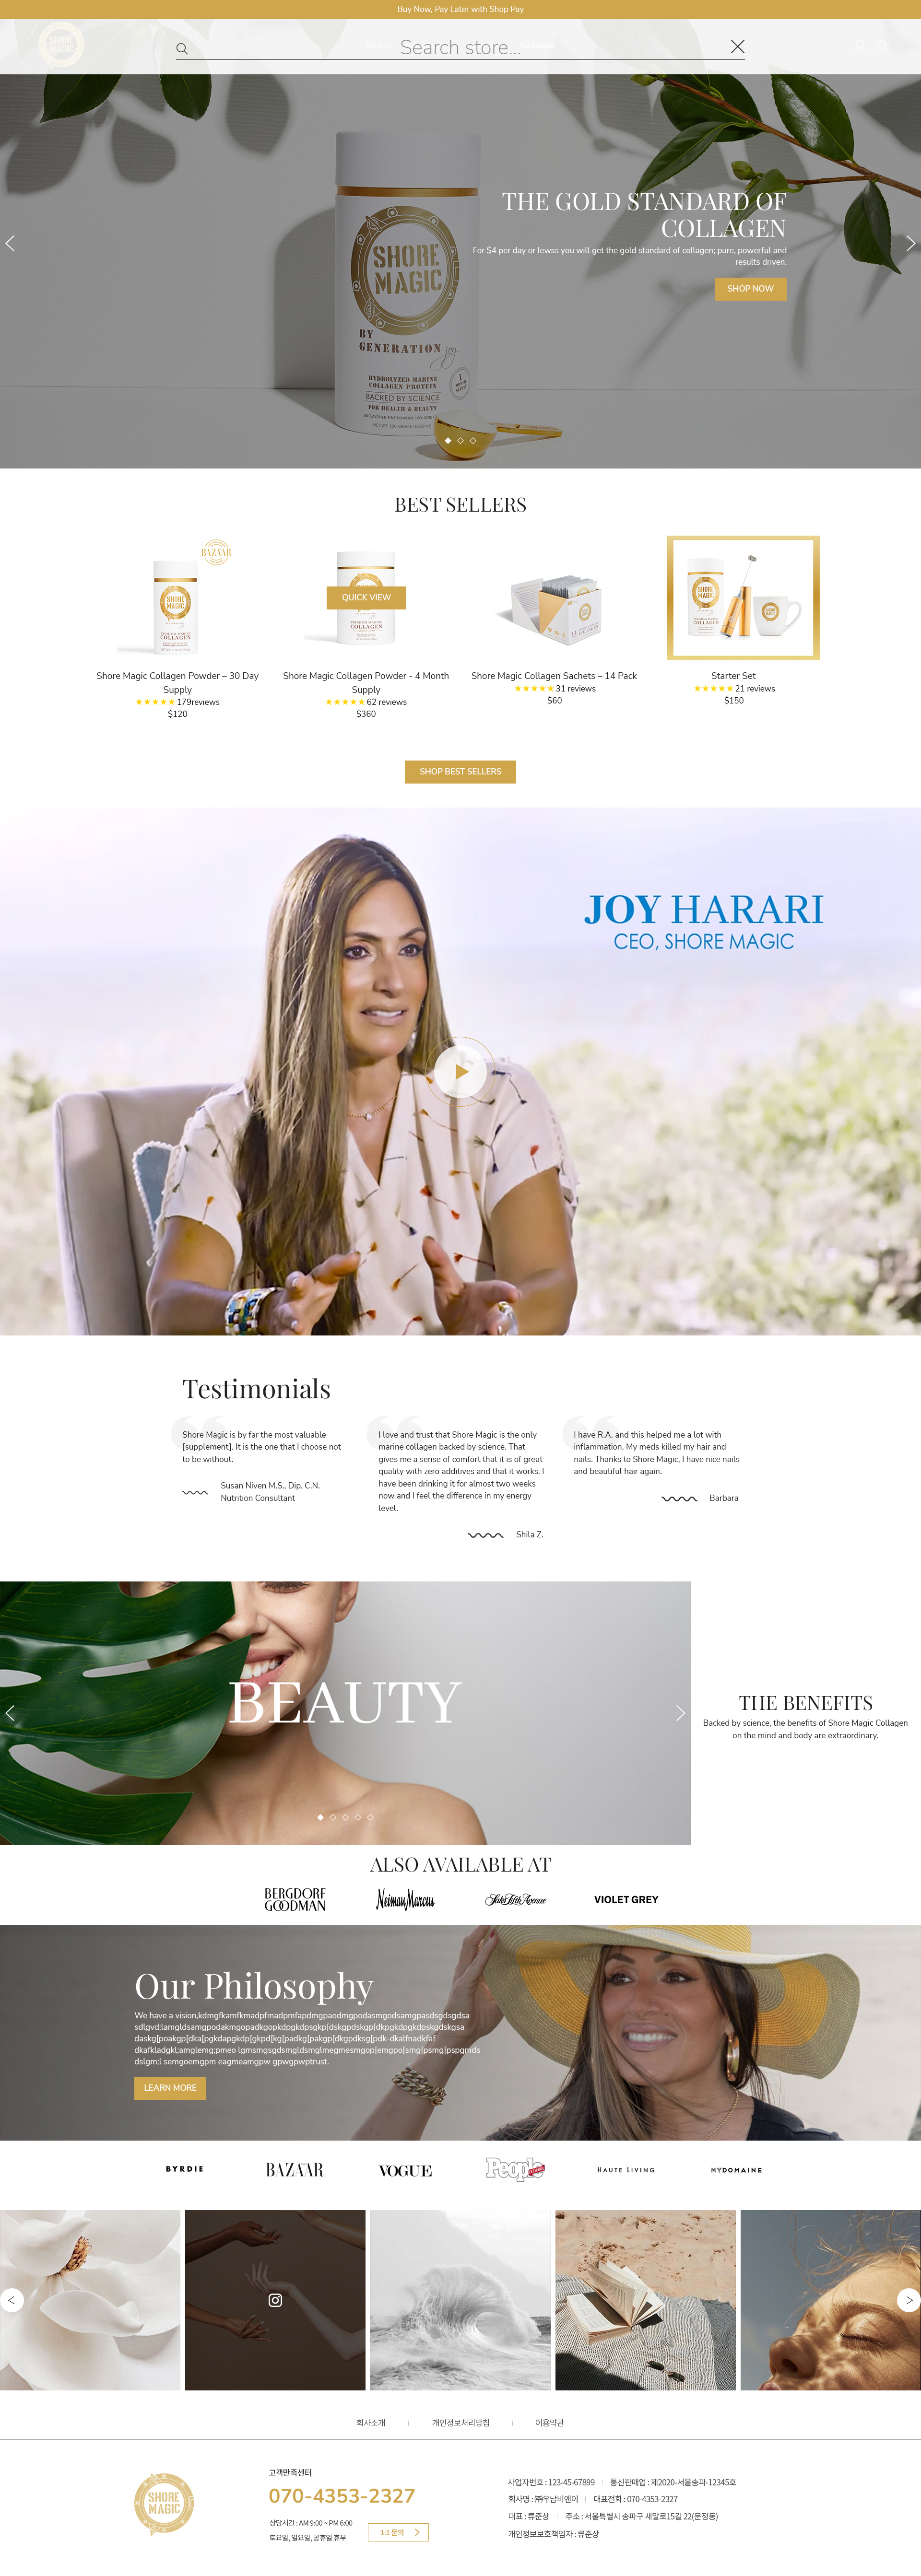 Buy Now, Pay Later with Shop Pay
SHORE
MAGIC
Search store...
THE GOLD STANDARD OF
COLLAGEN
For $4 per day or lewss you will get the gold standard of collagen; pure, powerful and
results driven.
SHOP NOW
SHORE
MAGIC
BY
GENERATION joy
HYDROLYZED MARINE
COLLAGEN PROTEIN
BACKED BY SCIENCE
FOR HEALTH & BEAUTY
BEST SELLERS
BAZAAR
SHORE
MAGIC
COLLAGEN
QUICK VIEW
COLLAGEN
SHORE
MAGIC
SHORE
MAGIC
Shore Magic Collagen Powder – 30 Day
Supply
★★★★★ 179reviews
$120
Shore Magic Collagen Powder - 4 Month
Supply
★★★★★ 62 reviews
$360
Shore Magic Collagen Sachets – 14 Pack
★★★★★ 31 reviews
$60
Starter Set
★★★★★ 21 reviews
$150
SHOP BEST SELLERS
JOY HARARI
CEO, SHORE MAGIC
Testimonials
Shore Magic is by far the most valuable
[supplement]. It is the one that I choose not
to be without.
Susan Niven M.S., Dip. C.N.
Nutrition Consultant
I love and trust that Shore Magic is the only
marine collagen backed by science. That
gives me a sense of comfort that it is of great
quality with zero additives and that it works. I
have been drinking it for almost two weeks
now and I feel the difference in my energy
level.
Shila Z.
I have R.A. and this helped me a lot with
inflammation. My meds killed my hair and
nails. Thanks to Shore Magic, I have nice nails
and beautiful hair again.
Barbara
BEAUTY
THE BENEFITS
Backed by science, the benefits of Shore Magic Collagen
on the mind and body are extraordinary.
ALSO AVAILABLE AT
BERGDORF
GOODMAN
Neiman Marcus
Saks Fifth Avenue
VIOLET GREY
Our Philosophy
We have a vision,kdmgfkamfkmadpfmadpmfapdmgpaodmgpodasmgodsamgpasdsgdsgdsa
sdlgvd;lamgldsamgpodakmgopadkgopkdpgkdpsgkp[dskgpdskgp[dkpgkdpgkdpskgdskgsa
daskg[poakgp[dka[pgkdapgkdp[gkpd[kg[padkg[pakgp[dkgpdksg[pdk-dkalfnadkfaf
dkafkladgkl;amglemg;pmeo lgmsmgsgdsmgldsmglmegmesmgop[emgpo[smg[psmg[pspgmds
dslgm;l semgoemgpm eagmeamgpw gpwgpwptrust.
LEARN MORE
BYRDIE
BAZAAR
VOGUE
People
HAUTE LIVING
MYDOMAINE
회사소개
개인정보처리방침
이용약관
SHORE
MAGIC
고객만족센터
070-4353-2327
상담시간 : AM 9:00 ~ PM 6:00
토요일, 일요일, 공휴일 휴무
1:1 문의
사업자번호 : 123-45-67899 | 통신판매업 : 제2020-서울송파-12345호
회사명 : ㈜우남비앤이 | 대표전화 : 070-4353-2327
대표 : 류준상 | 주소 : 서울특별시 송파구 새말로15길 22(문정동)
개인정보보호책임자 : 류준상